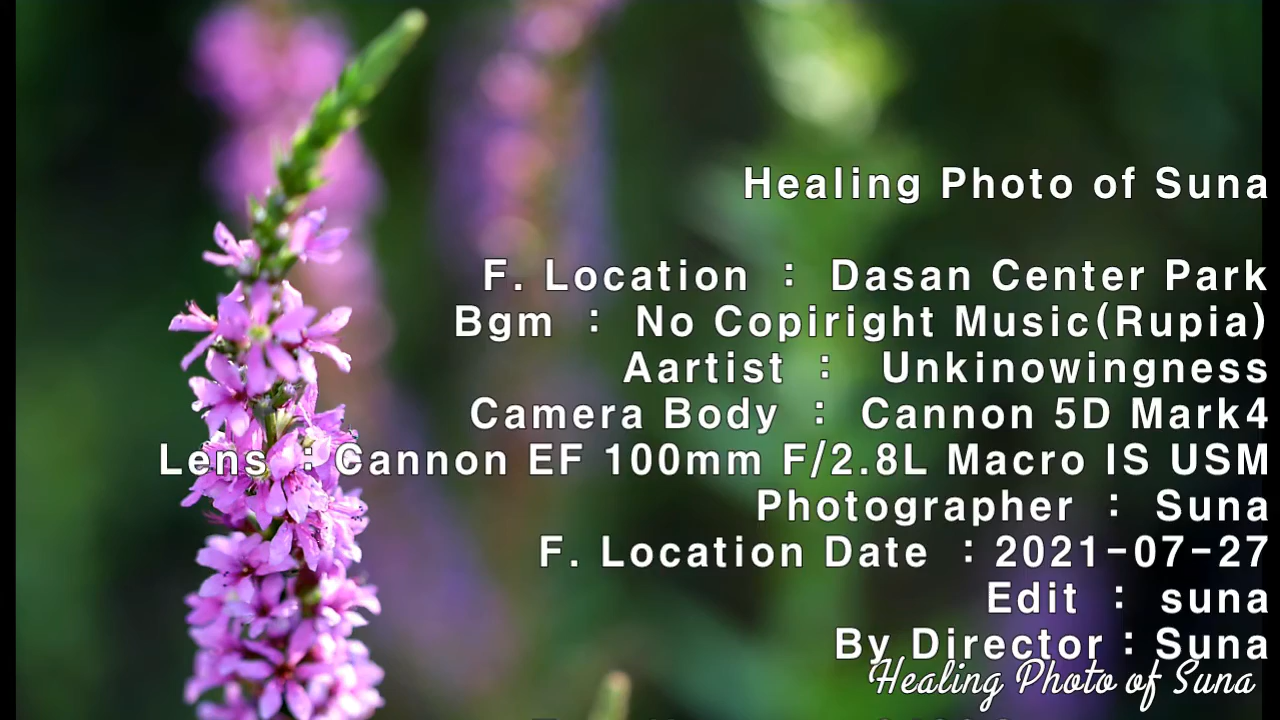 Healing Photo of Suna
F. Location : Dasan Center Park
Bgm : No Copiright Music(Rupia)
Aartist : Unkinowingness
Camera Body : Cannon 5D Mark4
Lens : Cannon EF 100mm F/2.8L Macro IS USM
Photographer : Suna
F. Location Date : 2021-07-27
Edit : suna
By Director : Suna
Healing Photo of Suna